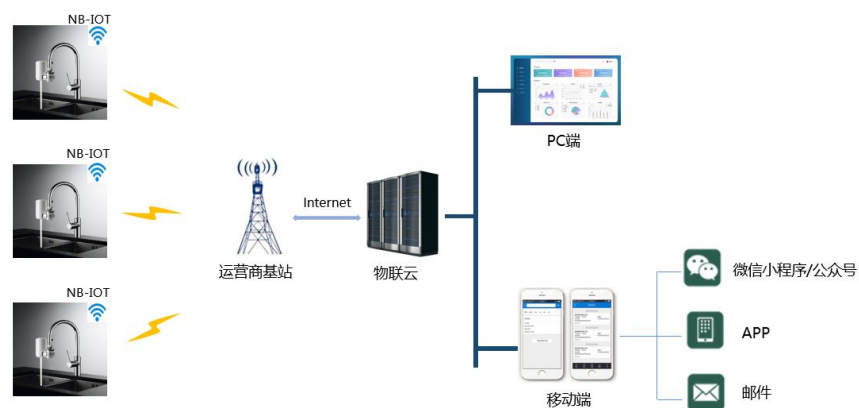 NB-IOT
NB-IOT
NB-IOT
Internet
运营商基站
物联云
PC端
移动端
微信小程序/公众号
APP
邮件